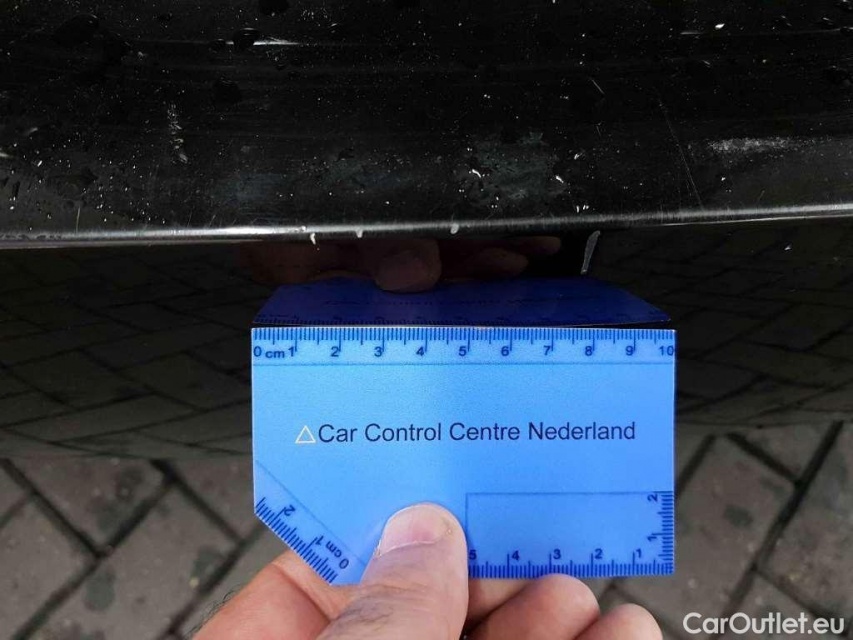 0 cm 1 2 3 4 5 6 7 8 9 10
△Car Control Centre Nederland
2 1 0 cm
5 4 3 2 1
1 2
CarOutlet.eu